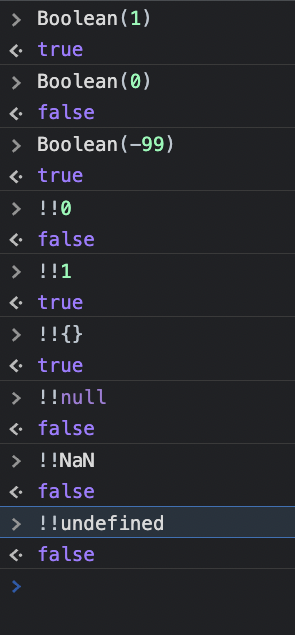 > Boolean(1)
<· true
> Boolean(0)
<· false
> Boolean(-99)
<· true
> !!0
<· false
> !!1
<· true
> !!{}
<· true
> !!null
<· false
> !!NaN
<· false
> !!undefined
<· false
>